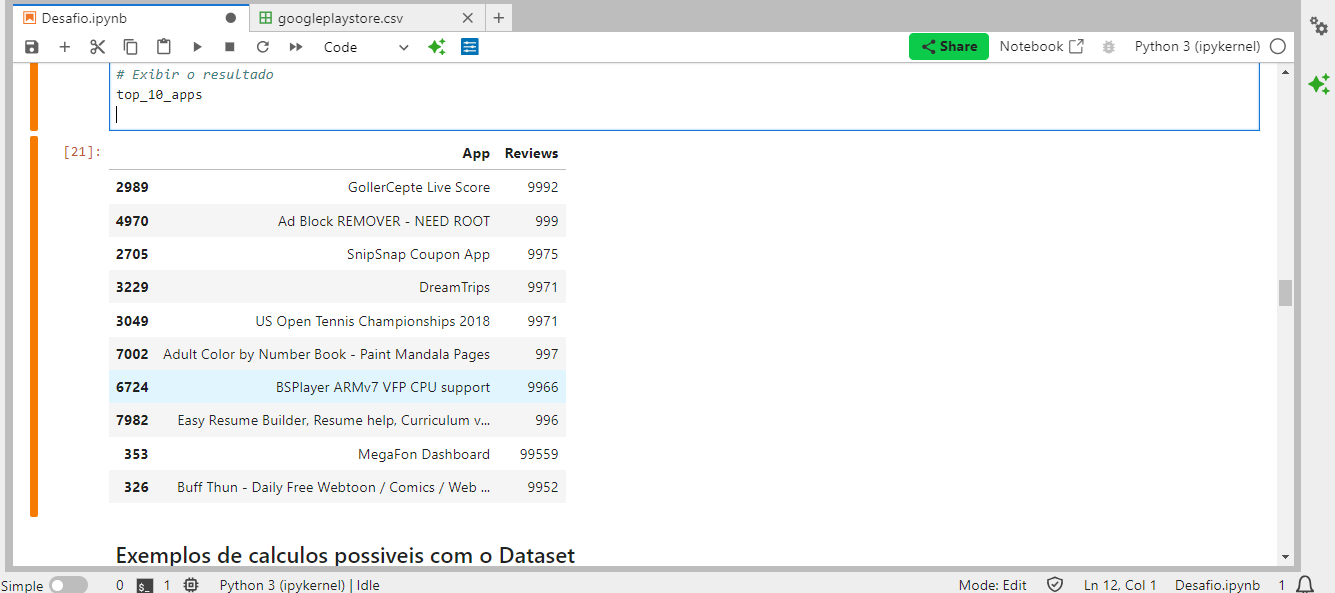 Desafio.ipynb googleplaystore.csv
Code Share Notebook Python 3 (ipykernel)
# Exibir o resultado
top_10_apps
[21]: App Reviews
2989 GollerCepte Live Score 9992
4970 Ad Block REMOVER - NEED ROOT 999
2705 SnipSnap Coupon App 9975
3229 DreamTrips 9971
3049 US Open Tennis Championships 2018 9971
7002 Adult Color by Number Book - Paint Mandala Pages 997
6724 BSPlayer ARMv7 VFP CPU support 9966
7982 Easy Resume Builder, Resume help, Curriculum v... 996
353 MegaFon Dashboard 99559
326 Buff Thun - Daily Free Webtoon / Comics / Web ... 9952
Exemplos de calculos possiveis com o Dataset
Simple 0 $_ 1 Python 3 (ipykernel) | Idle Mode: Edit Ln 12, Col 1 Desafio.ipynb 1